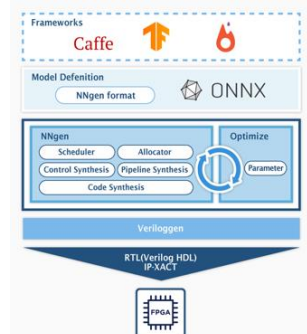 Frameworks
Caffe
Model Defenition
NNgen format
ONNX
NNgen
Optimize
Scheduler
Allocator
Control Synthesis
Pipeline Synthesis
Parameter
Code Synthesis
Veriloggen
RTL(Verilog HDL)
IP-XACT
FPGA